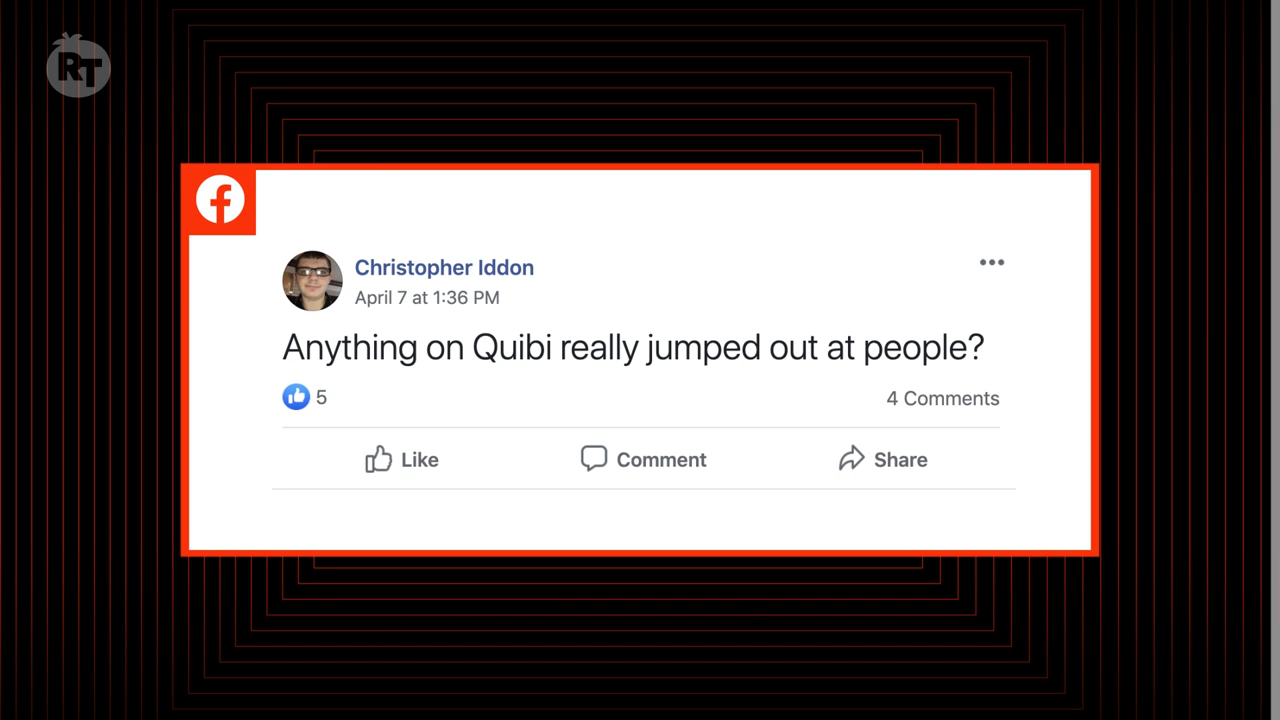 RT
Christopher Iddon
April 7 at 1:36 PM
Anything on Quibi really jumped out at people?
5
4 Comments
Like
Comment
Share